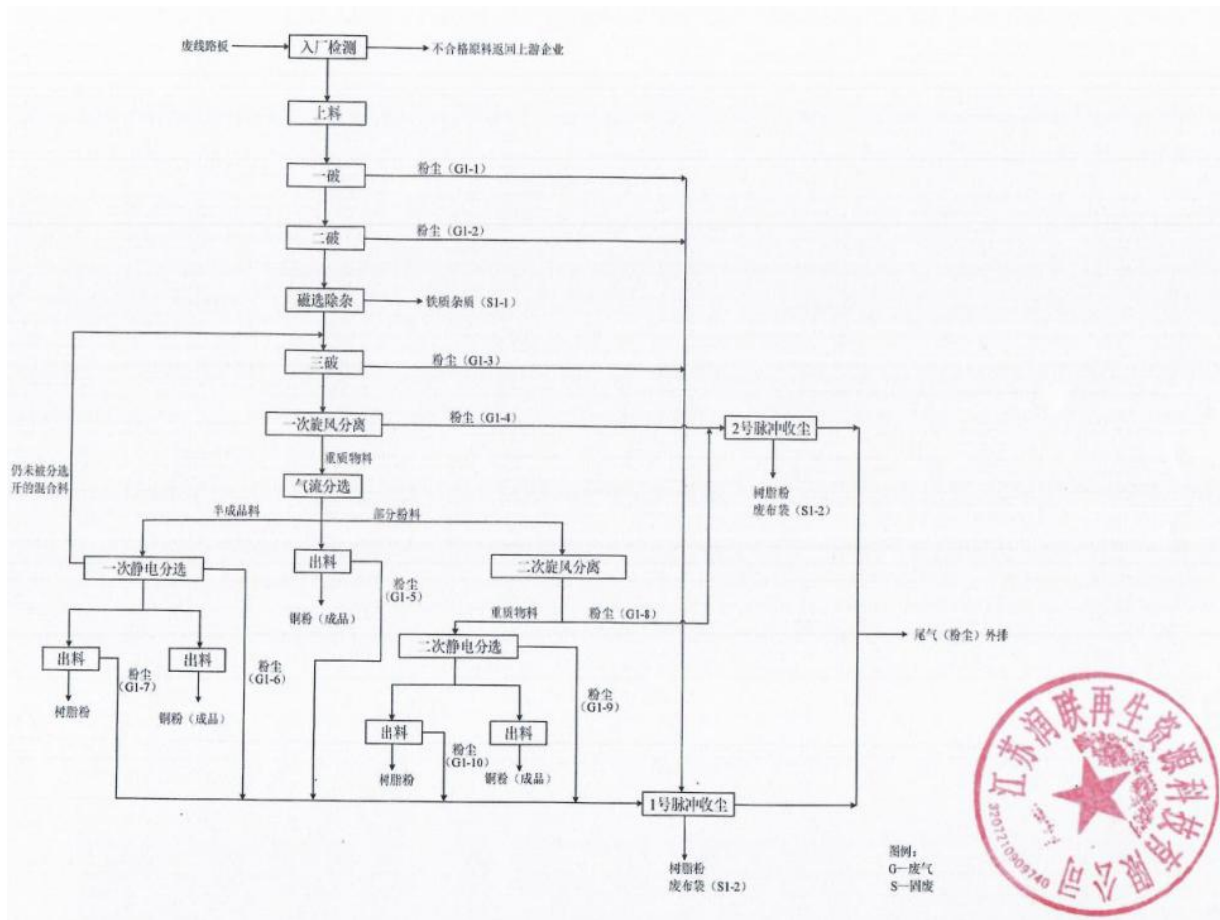 废线路板
入厂检测
不合格原料返回上游企业
上料
一破
粉尘（G1-1）
二破
粉尘（G1-2）
磁选除杂
铁质杂质（S1-1）
三破
粉尘（G1-3）
一次旋风分离
粉尘（G1-4）
2号脉冲收尘
重质物料
仍未被分选
开的混合料
气流分选
树脂粉
废布袋（S1-2）
半成品料
部分粉料
一次静电分选
出料
粉尘
（G1-5）
二次旋风分离
铜粉（成品）
重质物料
粉尘（G1-8）
尾气（粉尘）外排
二次静电分选
出料
粉尘
（G1-7）
出料
粉尘
（G1-6）
粉尘
（G1-9）
树脂粉
铜粉（成品）
出料
粉尘
（G1-10）
出料
树脂粉
铜粉（成品）
1号脉冲收尘
树脂粉
废布袋（S1-2）
图例：
G—废气
S—固废
江苏润联再生资源科技有限公司
3207210909740